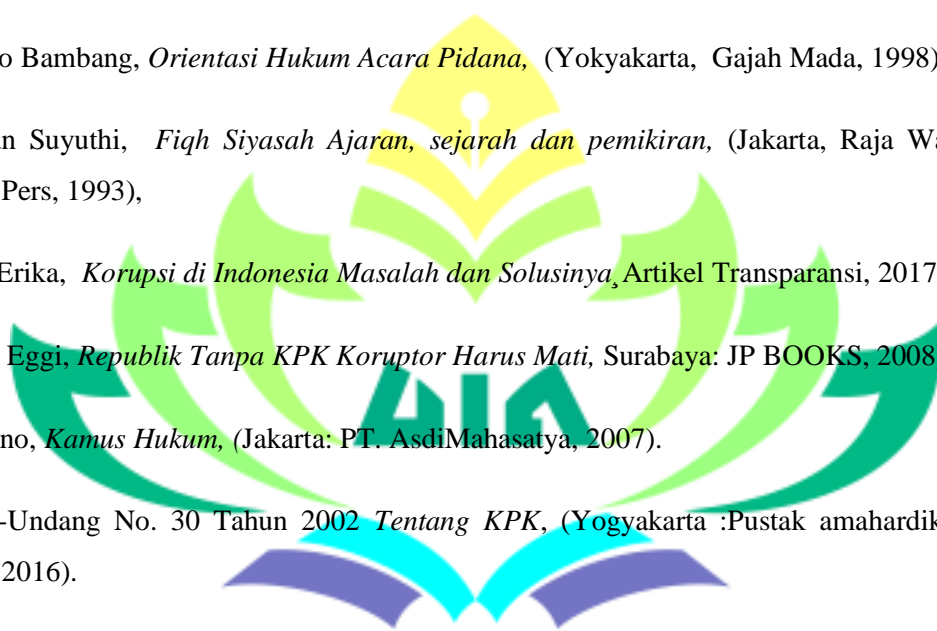 o Bambang, Orientasi Hukum Acara Pidana, (Yokyakarta, Gajah Mada, 1998)
n Suyuthi, Fiqh Siyasah Ajaran, sejarah dan pemikiran, (Jakarta, Raja Wa
Pers, 1993),
Erika, Korupsi di Indonesia Masalah dan Solusinya¸ Artikel Transparansi, 2017
Eggi, Republik Tanpa KPK Koruptor Harus Mati, Surabaya: JP BOOKS, 2008
no, Kamus Hukum, (Jakarta: PT. AsdiMahasatya, 2007).
-Undang No. 30 Tahun 2002 Tentang KPK, (Yogyakarta :Pustak amahardik
2016).